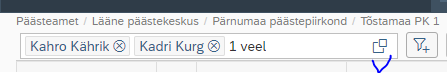 Päästeamet / Lääne päästekeskus / Pärnumaa päästepiirkond / Tõstamaa PK 1
Kahro Kährik Kadri Kurg 1 veel